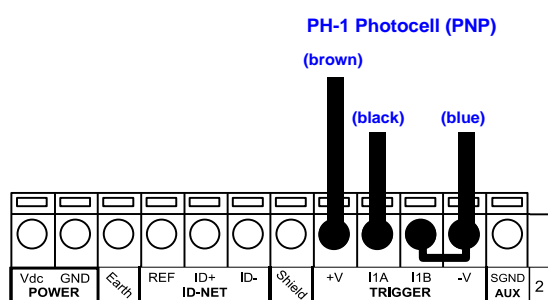 PH-1 Photocell (PNP)
(brown)
(black) (blue)
Vdc GND Earth REF ID+ ID- Shield +V I1A I1B -V SGND 2
POWER ID-NET TRIGGER AUX